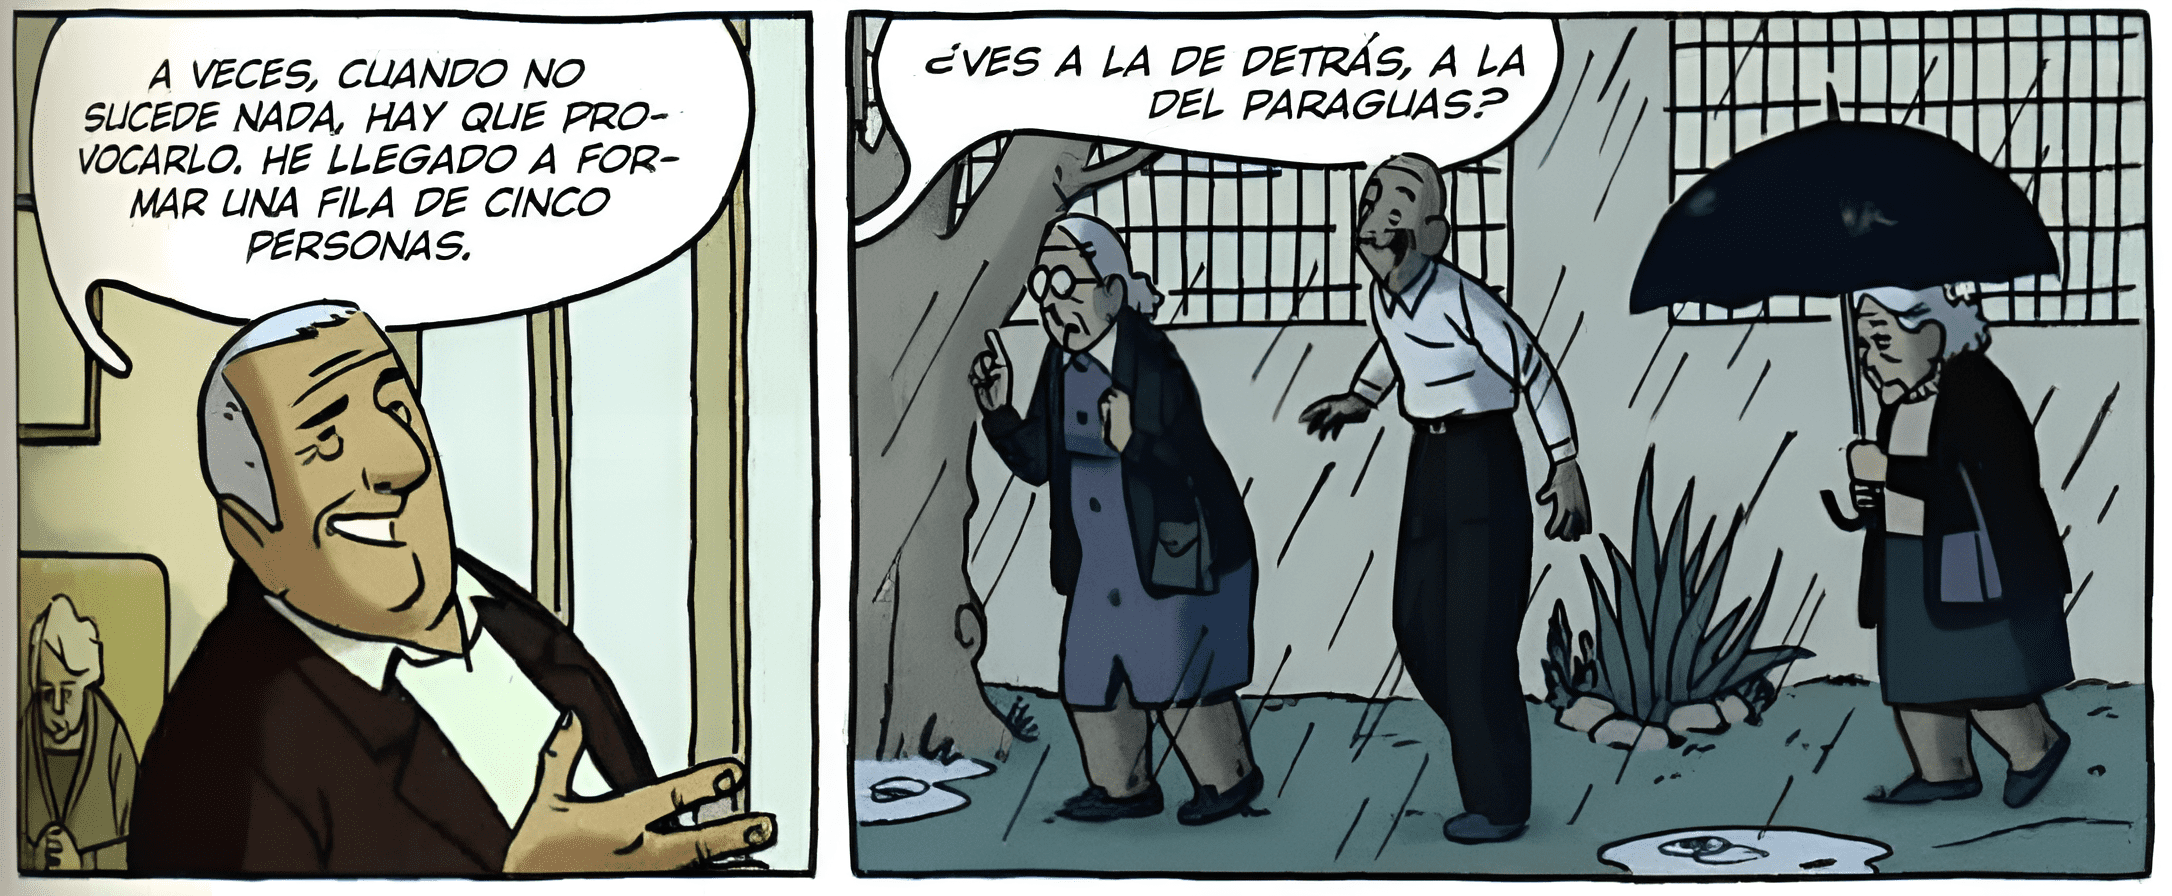 A VECES, CUANDO NO
SUCEDE NADA, HAY QUE PRO-
VOCARLO. HE LLEGADO A FOR-
MAR UNA FILA DE CINCO
PERSONAS.
¿VES A LA DE DETRÁS, A LA
DEL PARAGUAS?